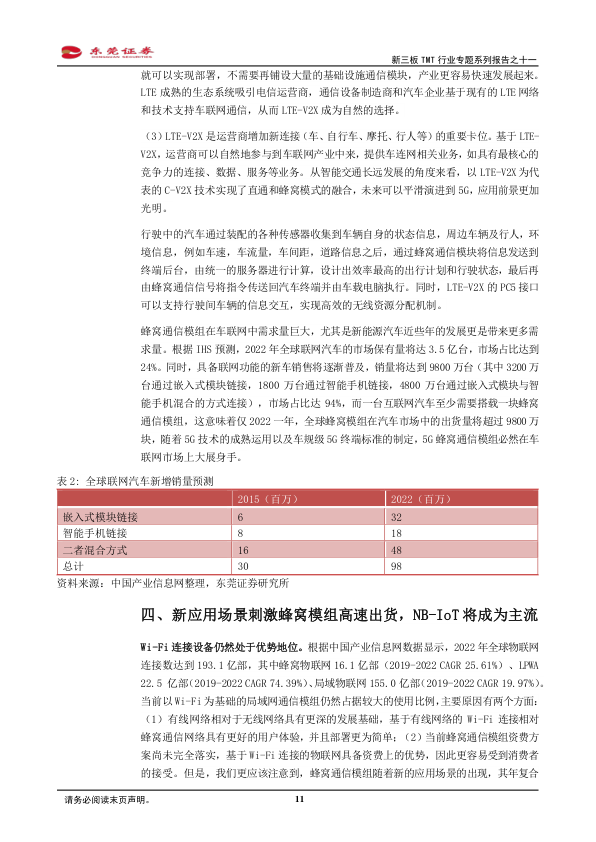 东莞证券
新三板 TMT 行业专题系列报告之十一
就可以实现部署，不需要再铺设大量的基础设施通信模块，产业更容易快速发展起来。
LTE 成熟的生态系统吸引电信运营商，通信设备制造商和汽车企业基于现有的 LTE 网络
和技术支持车联网通信，从而 LTE-V2X 成为自然的选择。
（3）LTE-V2X 是运营商增加新连接（车、自行车、摩托、行人等）的重要卡位。基于 LTE-
V2X，运营商可以自然地参与到车联网产业中来，提供车连网相关业务，如具有最核心的
竞争力的连接、数据、服务等业务。从智能交通长远发展的角度来看，以 LTE-V2X 为代
表的 C-V2X 技术实现了直通和蜂窝模式的融合，未来可以平滑演进到 5G，应用前景更加
光明。
行驶中的汽车通过装配的各种传感器收集到车辆自身的状态信息，周边车辆及行人，环
境信息，例如车速，车流量，车间距，道路信息之后，通过蜂窝通信模块将信息发送到
终端后台，由统一的服务器进行计算，设计出效率最高的出行计划和行驶状态，最后再
由蜂窝通信信号将指令传送回汽车终端并由车载电脑执行。同时，LTE-V2X 的 PC5 接口
可以支持行驶间车辆的信息交互，实现高效的无线资源分配机制。
蜂窝通信模组在车联网中需求量巨大，尤其是新能源汽车近些年的发展更是带来更多需
求量。根据 IHS 预测，2022 年全球联网汽车的市场保有量将达 3.5 亿台，市场占比达到
24%。同时，具备联网功能的新车销售将逐渐普及，销量将达到 9800 万台（其中 3200 万
台通过嵌入式模块链接，1800 万台通过智能手机链接，4800 万台通过嵌入式模块与智
能手机混合的方式连接），市场占比达 94%，而一台互联网汽车至少需要搭载一块蜂窝
通信模组，这意味着仅 2022 一年，全球蜂窝模组在汽车市场中的出货量将超过 9800 万
块，随着 5G 技术的成熟运用以及车规级 5G 终端标准的制定，5G 蜂窝通信模组必然在车
联网市场上大展身手。
表 2: 全球联网汽车新增销量预测
2015（百万） 2022（百万）
嵌入式模块链接 6 32
智能手机链接 8 18
二者混合方式 16 48
总计 30 98
资料来源：中国产业信息网整理，东莞证券研究所
四、新应用场景刺激蜂窝模组高速出货，NB-IoT 将成为主流
Wi-Fi 连接设备仍然处于优势地位。根据中国产业信息网数据显示，2022 年全球物联网
连接数达到 193.1 亿部，其中蜂窝物联网 16.1 亿部（2019-2022 CAGR 25.61%）、LPWA
22.5 亿部（2019-2022 CAGR 74.39%）、局域物联网 155.0 亿部（2019-2022 CAGR 19.97%）。
当前以 Wi-Fi 为基础的局域网通信模组仍然占据较大的使用比例，主要原因有两个方面：
（1）有线网络相对于无线网络具有更深的发展基础，基于有线网络的 Wi-Fi 连接相对
蜂窝通信网络具有更好的用户体验，并且部署更为简单；（2）当前蜂窝通信模组资费方
案尚未完全落实，基于 Wi-Fi 连接的物联网具备资费上的优势，因此更容易受到消费者
的接受。但是，我们更应该注意到，蜂窝通信模组随着新的应用场景的出现，其年复合
请务必阅读末页声明。
11